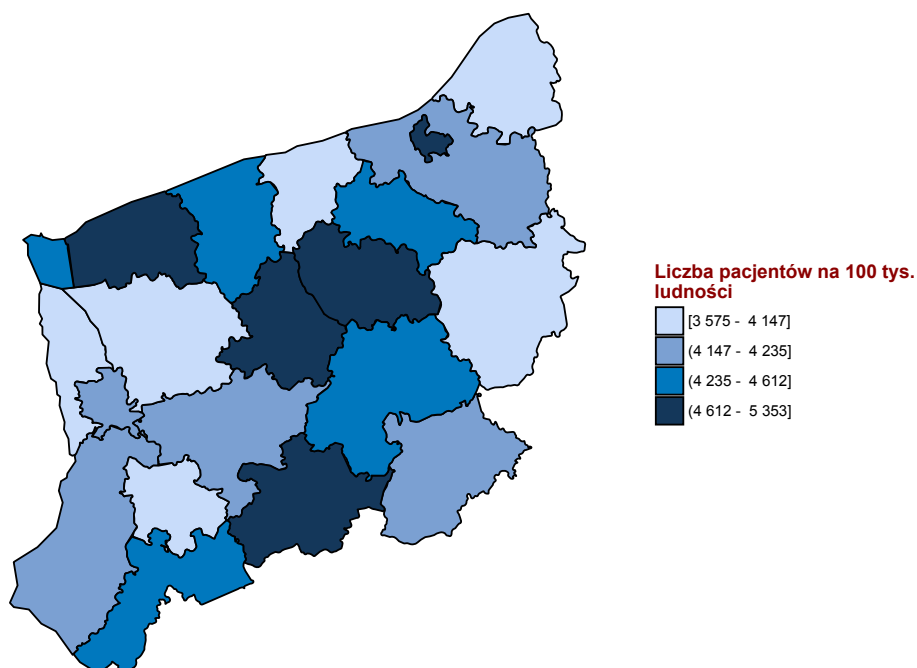 Liczba pacjentów na 100 tys.
ludności
[3 575 - 4 147]
(4 147 - 4 235]
(4 235 - 4 612]
(4 612 - 5 353]